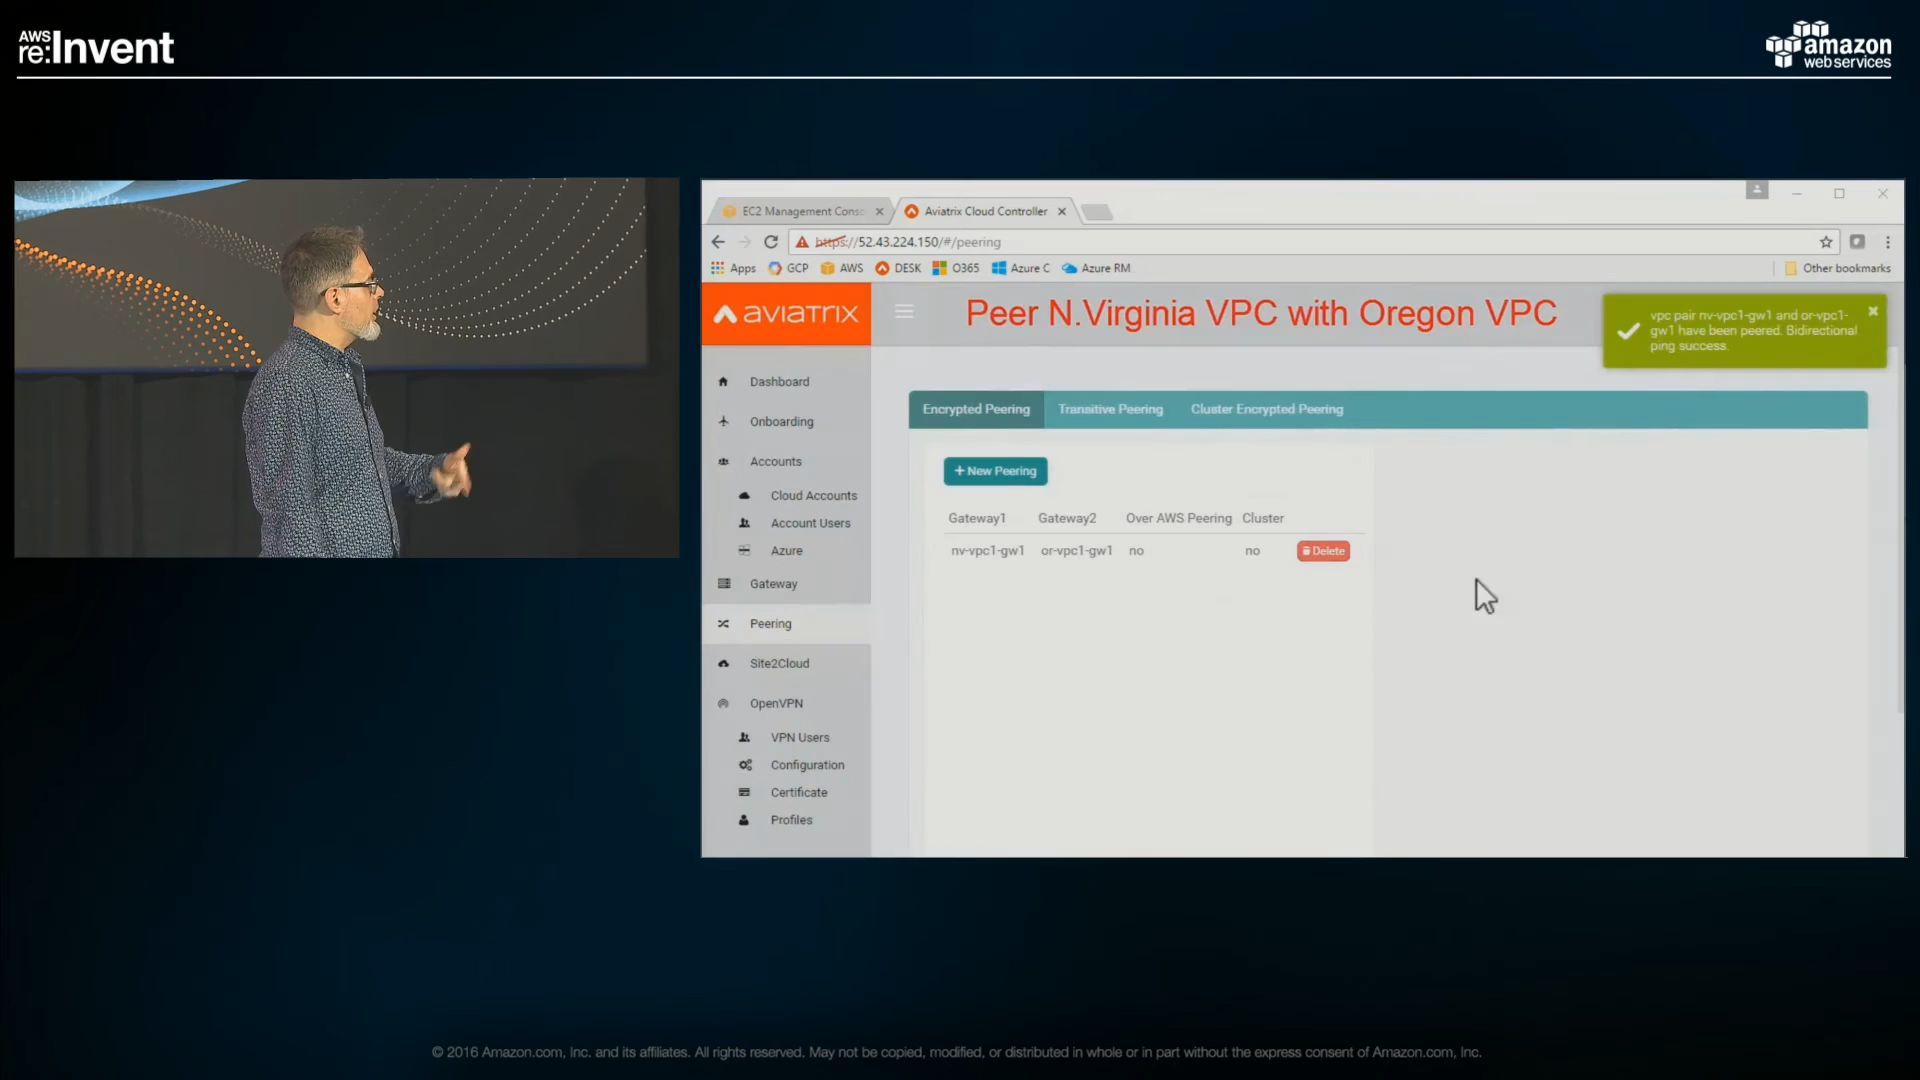 AWS
re:Invent
amazon
web services
EC2 Management Consc
Aviatrix Cloud Controller
https://52.43.224.150/#/peering
Apps GCP AWS DESK O365 Azure C Azure RM Other bookmarks
AVIATRIX
Peer N.Virginia VPC with Oregon VPC
vpc pair nv-vpc1-gw1 and or-vpc1-
gw1 have been peered. Bidirectional
ping success.
Dashboard
Onboarding
Accounts
Cloud Accounts
Account Users
Azure
Gateway
Peering
Site2Cloud
OpenVPN
VPN Users
Configuration
Certificate
Profiles
Encrypted Peering Transitive Peering Cluster Encrypted Peering
+ New Peering
Gateway1 Gateway2 Over AWS Peering Cluster
nv-vpc1-gw1 or-vpc1-gw1 no no Delete
© 2016 Amazon.com, Inc. and its affiliates. All rights reserved. May not be copied, modified, or distributed in whole or in part without the express consent of Amazon.com, Inc.